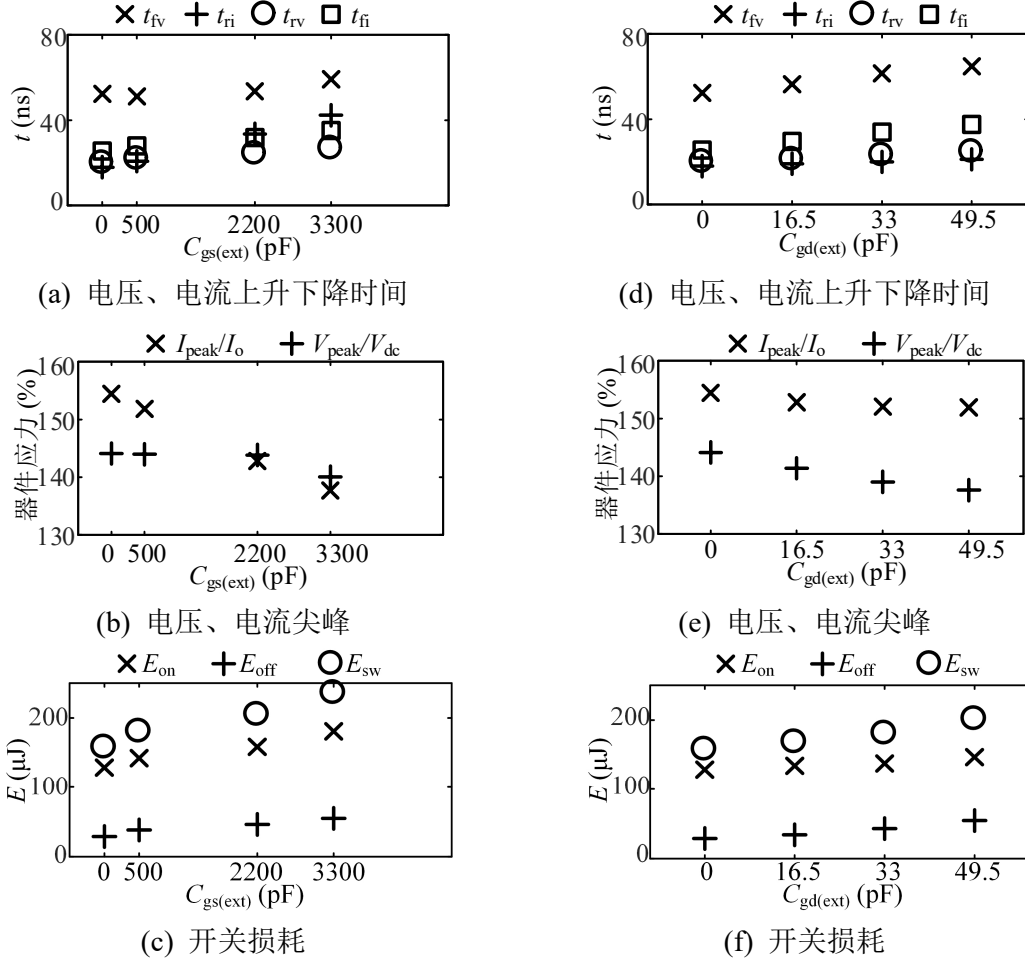 t_fv t_ri t_rv t_fi
80
40
0
t (ns)
0 500 2200 3300
C_gs(ext) (pF)
(a) 电压、电流上升下降时间
I_peak/I_o V_peak/V_dc
160
150
140
130
器件应力 (%)
0 500 2200 3300
C_gs(ext) (pF)
(b) 电压、电流尖峰
E_on E_off E_sw
200
100
0
E (μJ)
0 500 2200 3300
C_gs(ext) (pF)
(c) 开关损耗
t_fv t_ri t_rv t_fi
80
40
0
t (ns)
0 16.5 33 49.5
C_gd(ext) (pF)
(d) 电压、电流上升下降时间
I_peak/I_o V_peak/V_dc
160
150
140
130
器件应力 (%)
0 16.5 33 49.5
C_gd(ext) (pF)
(e) 电压、电流尖峰
E_on E_off E_sw
200
100
0
E (μJ)
0 16.5 33 49.5
C_gd(ext) (pF)
(f) 开关损耗